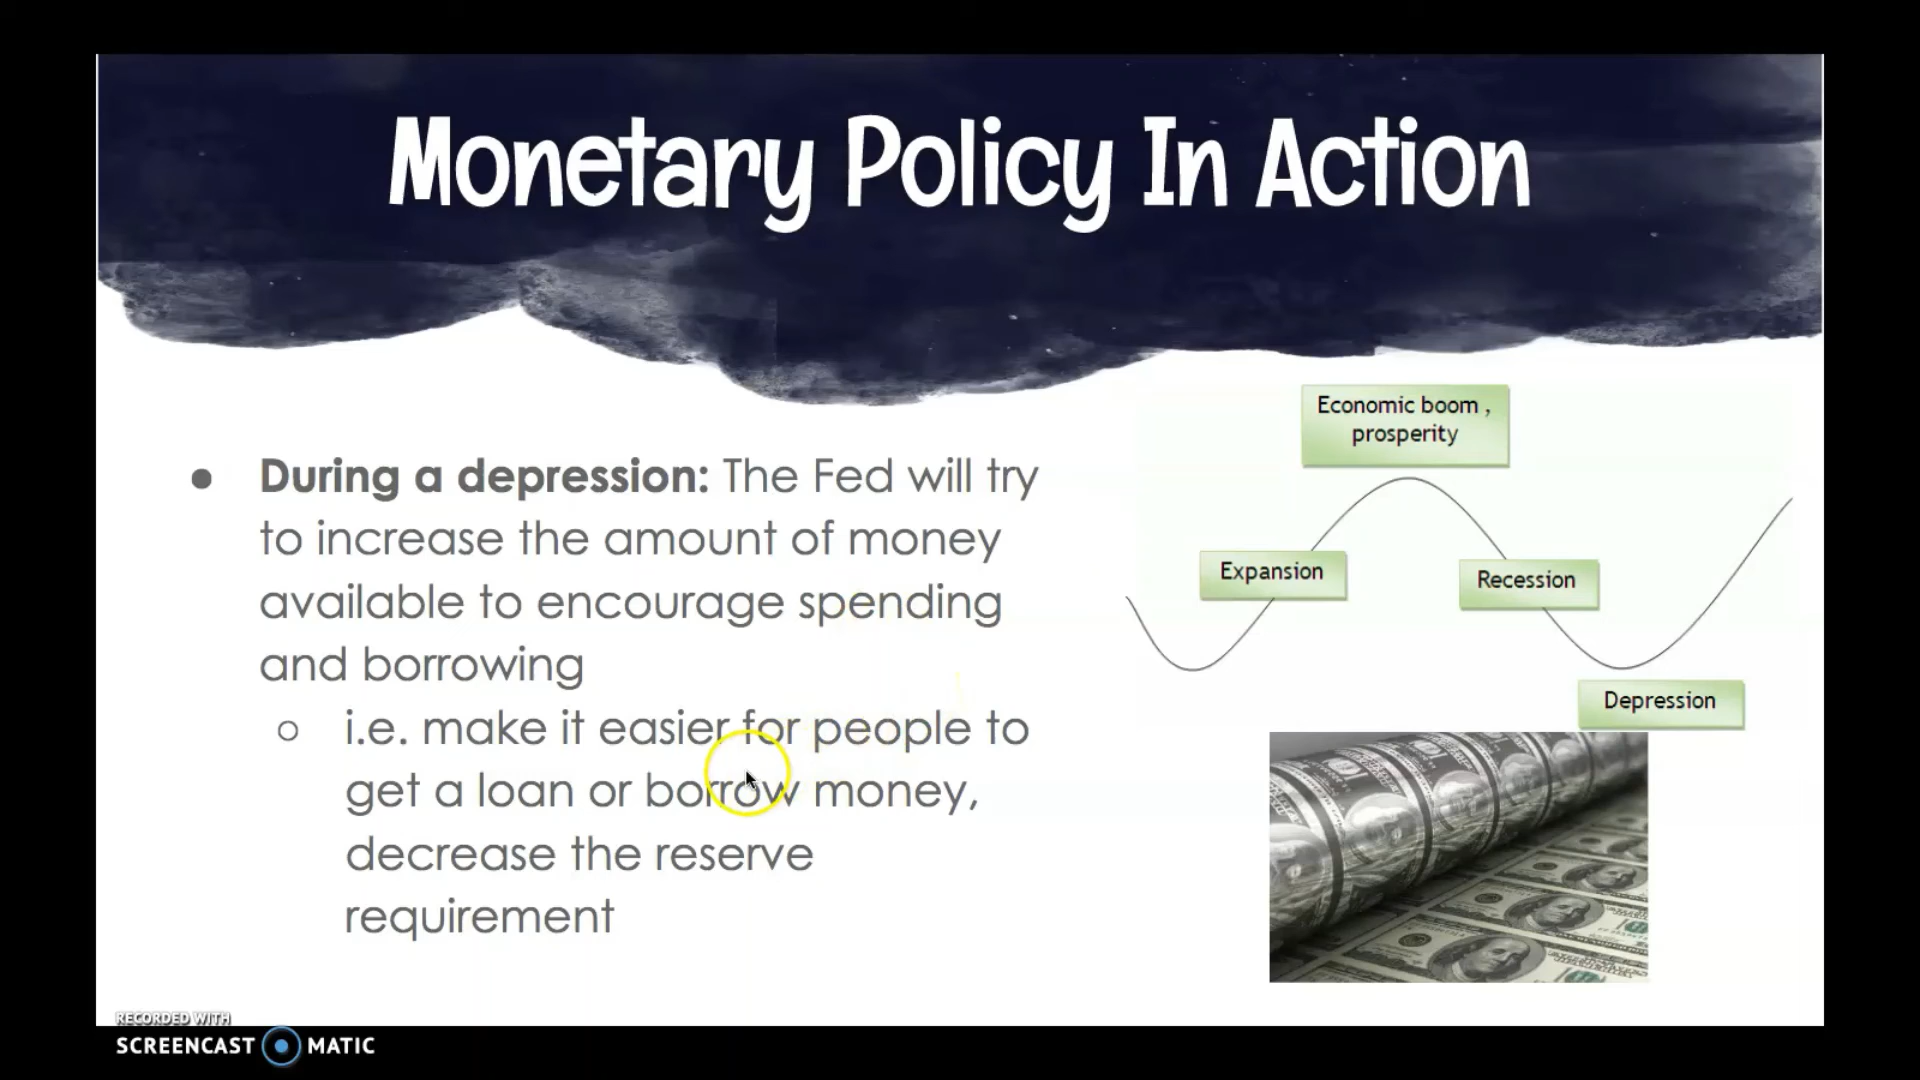 Monetary Policy In Action
Economic boom ,
prosperity
Expansion
Recession
Depression
● During a depression: The Fed will try
to increase the amount of money
available to encourage spending
and borrowing
○ i.e. make it easier for people to
get a loan or borrow money,
decrease the reserve
requirement
RECORDED WITH
SCREENCAST MATIC